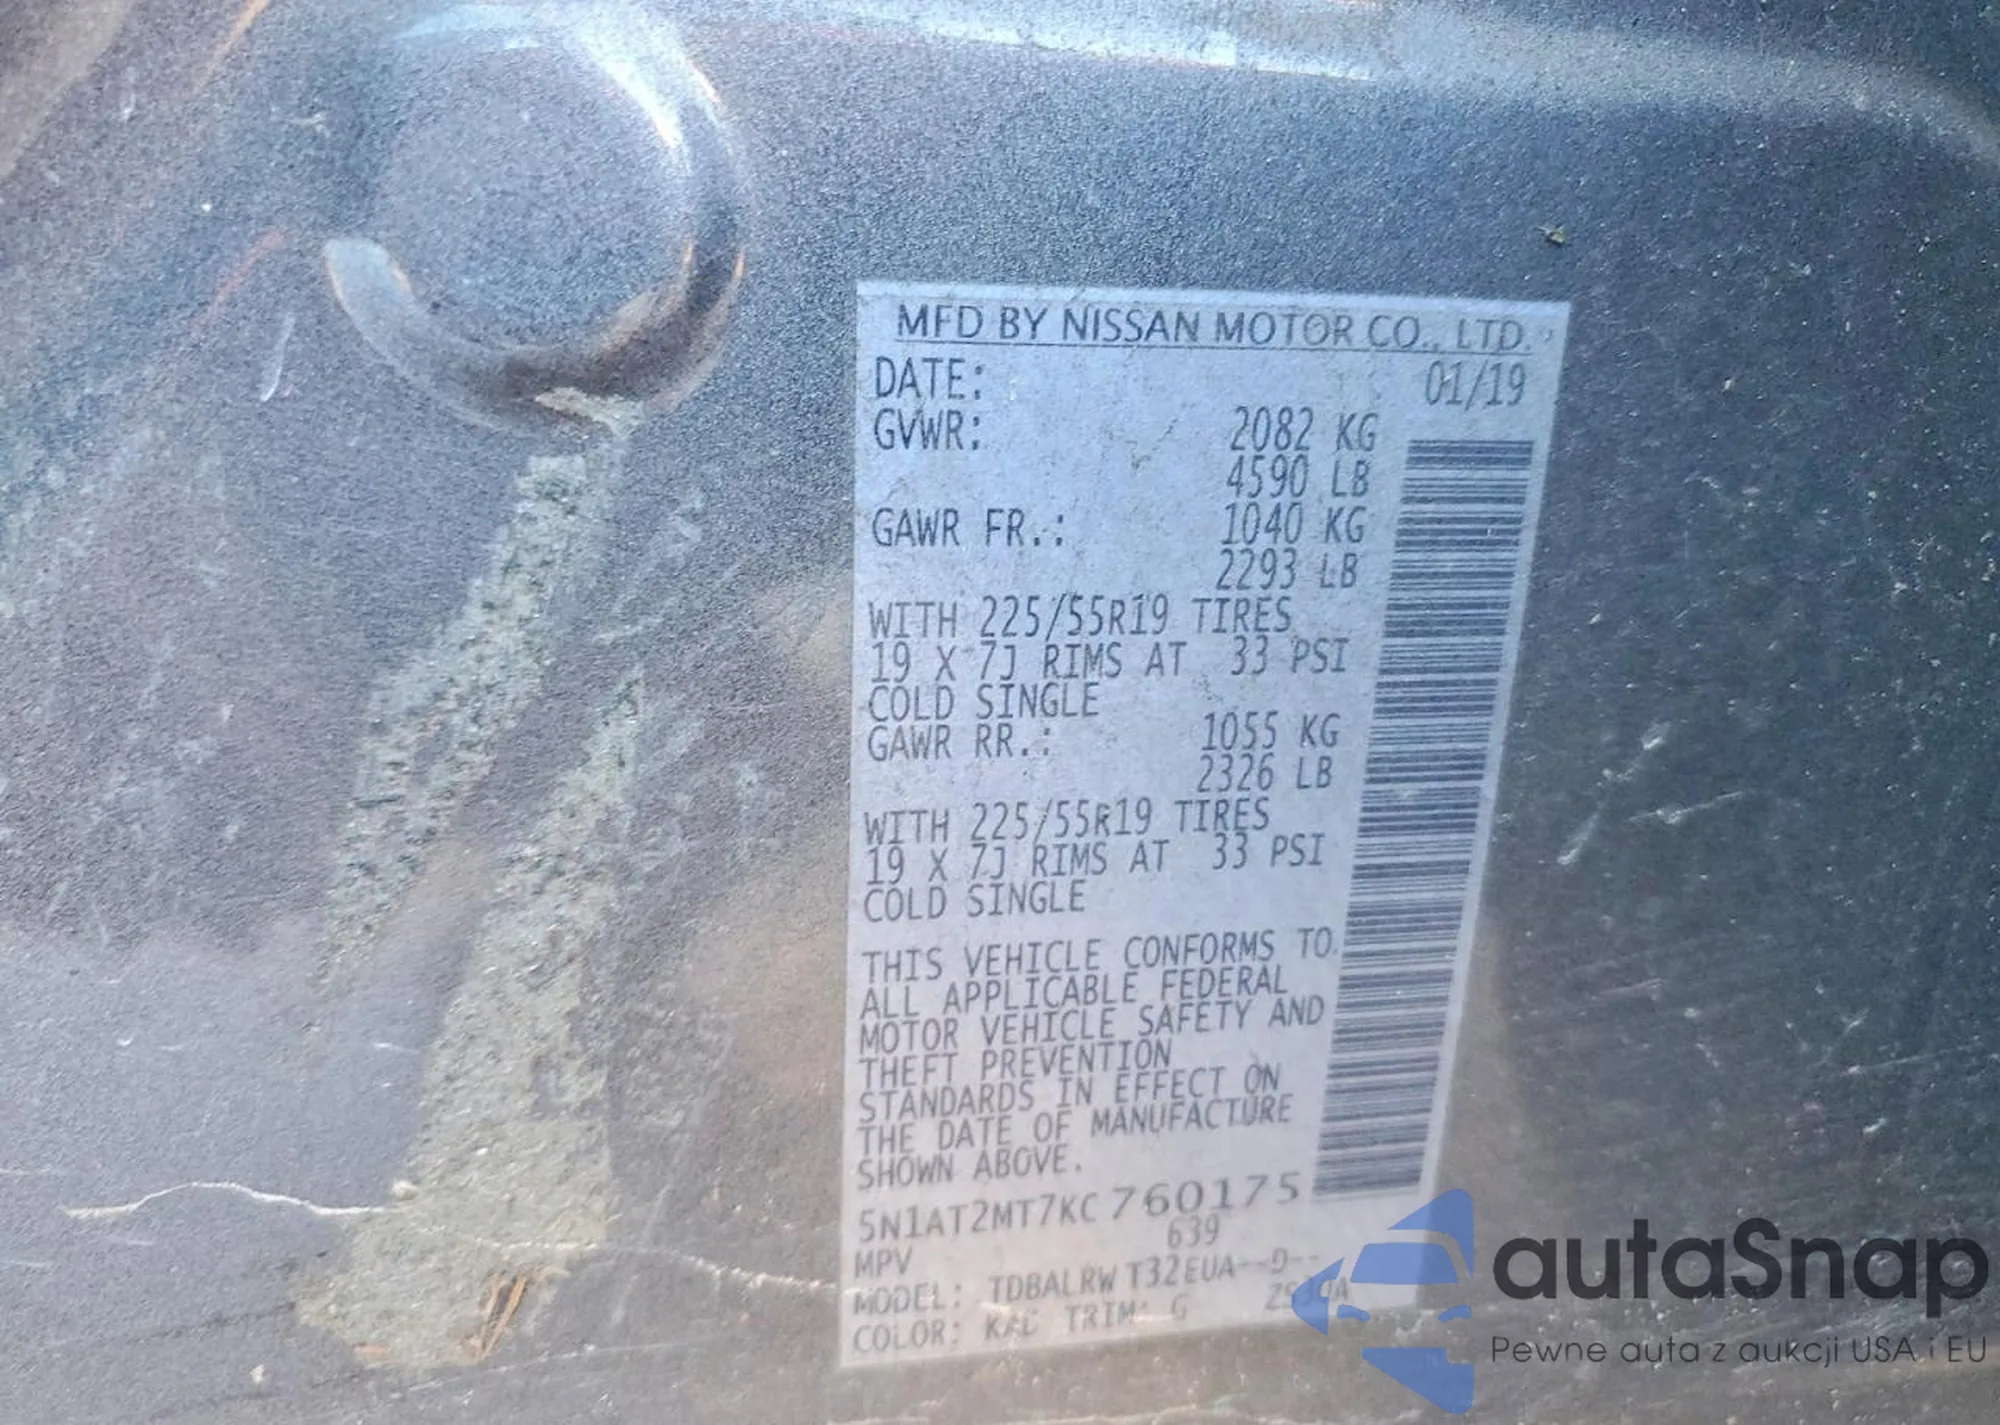 MFD BY NISSAN MOTOR CO., LTD.
DATE: 01/19
GVWR: 2082 KG
4590 LB
GAWR FR.: 1040 KG
2293 LB
WITH 225/55R19 TIRES
19 X 7J RIMS AT 33 PSI
COLD SINGLE
GAWR RR.: 1055 KG
2326 LB
WITH 225/55R19 TIRES
19 X 7J RIMS AT 33 PSI
COLD SINGLE
THIS VEHICLE CONFORMS TO
ALL APPLICABLE FEDERAL
MOTOR VEHICLE SAFETY AND
THEFT PREVENTION
STANDARDS IN EFFECT ON
THE DATE OF MANUFACTURE
SHOWN ABOVE.
5N1AT2MT7KC760175
639
MPV
MODEL: TDBALRW T32EUA--D--
COLOR: KAD TRIM: G
autaSnap
Pewne auta z aukcji USA i EU